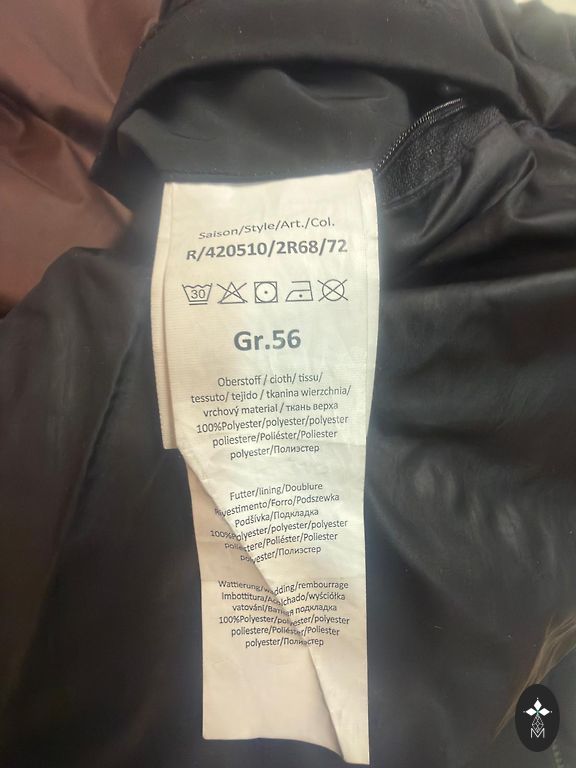 Saison/Style/Art./Col.
R/420510/2R68/72
30
Gr.56
Oberstoff / cloth/ tissu/
tessuto/ tejido / tkanina wierzchnia/
vrchový material / ткань верха
100%Polyester/polyester/polyester
poliestere/Poliéster/Poliester
polyester/Полиэстер
Futter/lining/Doublure
Rivestimento/Forro/Podszewka
Podšívka/Подкладка
100%Polyester/polyester/polyester
poliestere/Poliéster/Poliester
polyester/Полиэстер
Wattierung/wadding/rembourrage
Imbottitura/Acolchado/wyściółka
vatování/Ватная подкладка
100%Polyester/polyester/polyester
poliestere/Poliéster/Poliester
polyester/Полиэстер
M